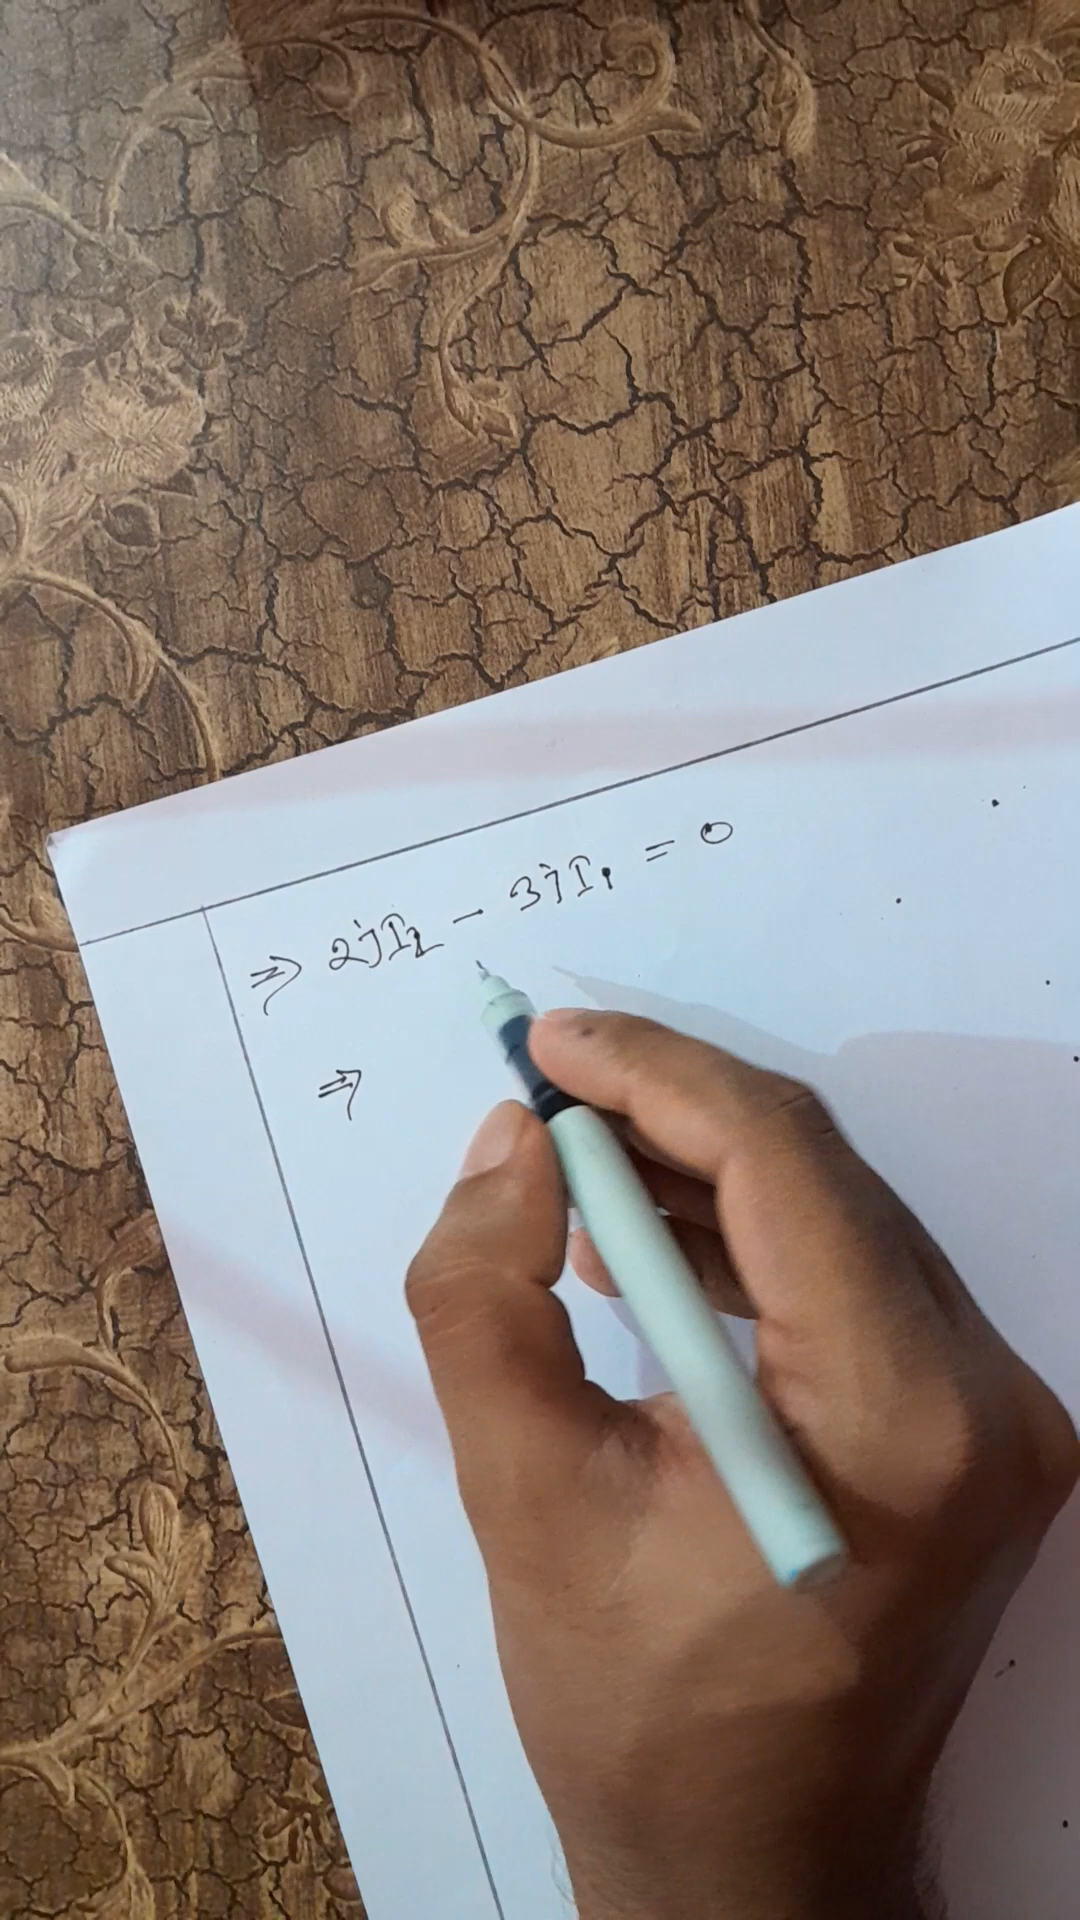 ⇒ 2jI₂ - 3jI₁ = 0
⇒